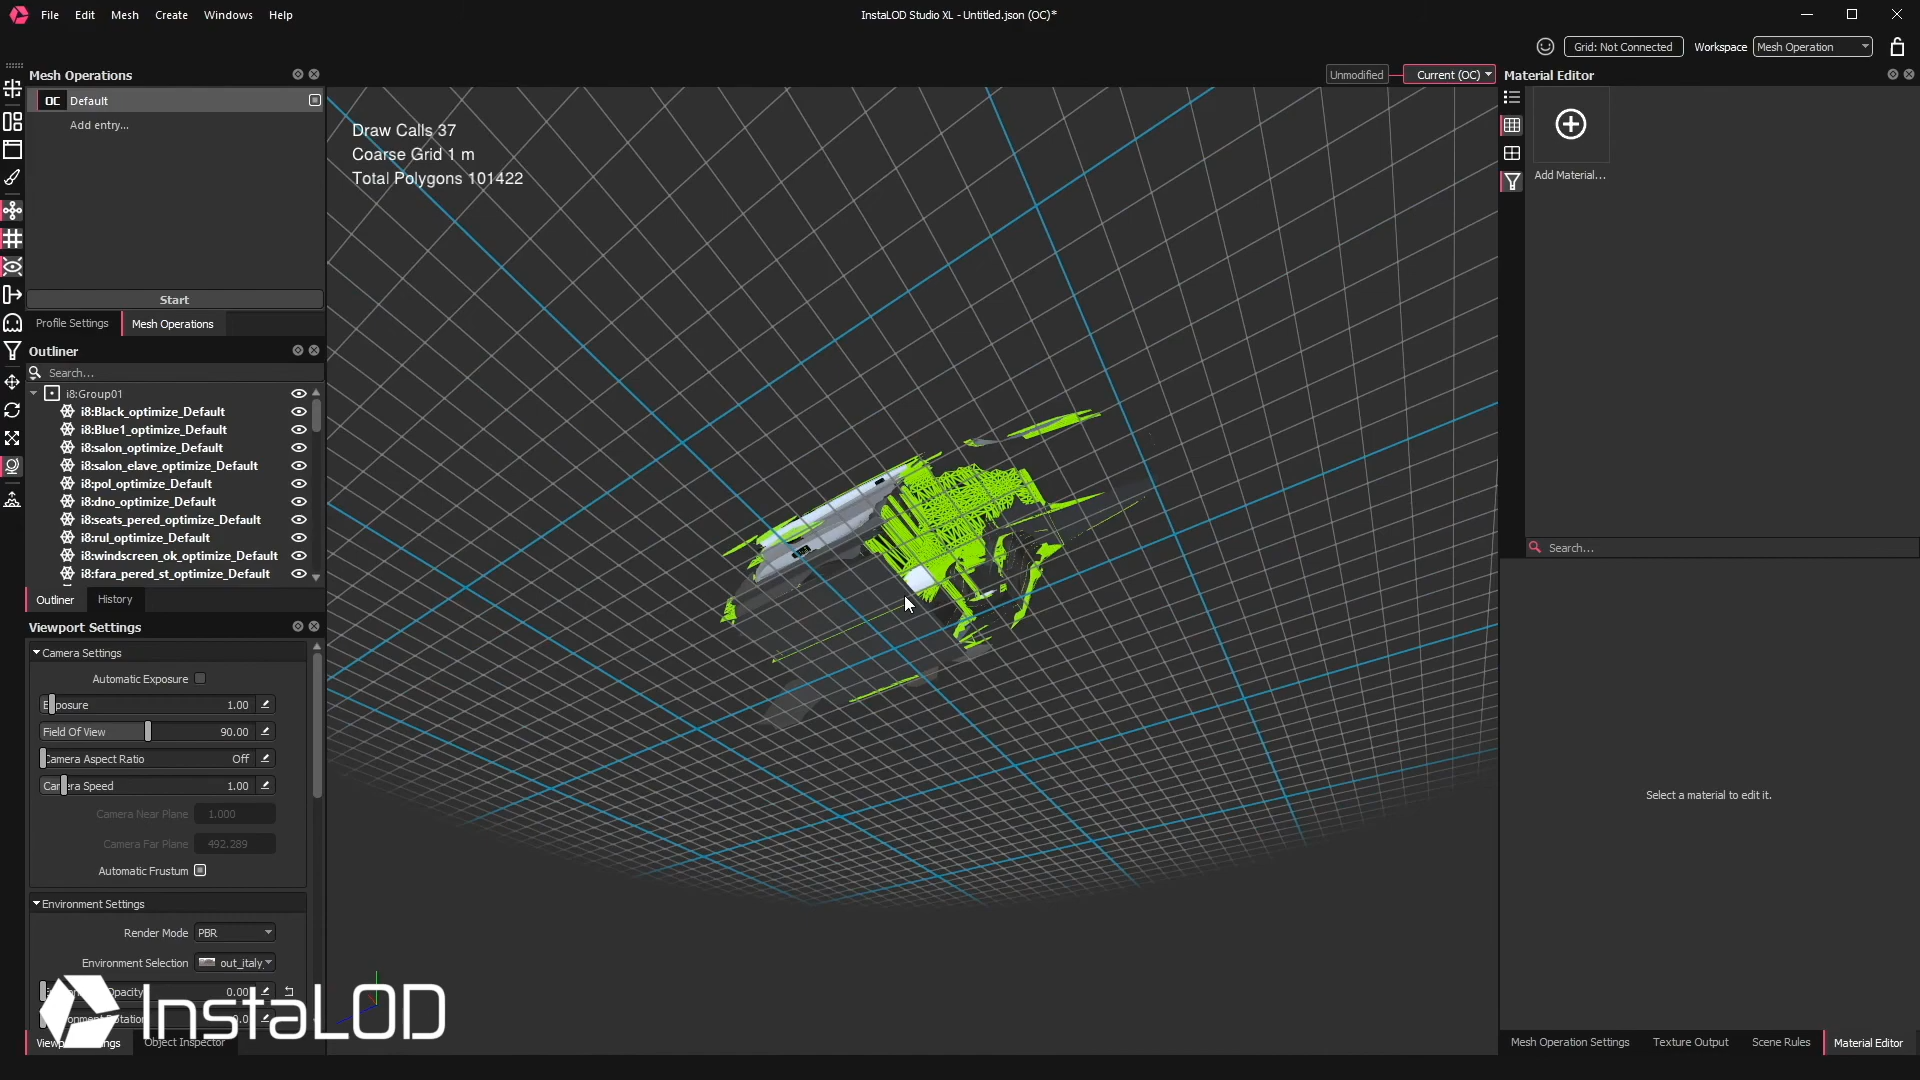 File Edit Mesh Create Windows Help
InstaLOD Studio XL - Untitled.json (OC)*
Grid: Not Connected
Workspace
Mesh Operation
Mesh Operations
OC Default
Add entry...
Start
Profile Settings
Mesh Operations
Outliner
Search...
i8:Group01
i8:Black_optimize_Default
i8:Blue1_optimize_Default
i8:salon_optimize_Default
i8:salon_elave_optimize_Default
i8:pol_optimize_Default
i8:dno_optimize_Default
i8:seats_pered_optimize_Default
i8:rul_optimize_Default
i8:windscreen_ok_optimize_Default
i8:fara_pered_st_optimize_Default
Outliner
History
Viewport Settings
Camera Settings
Automatic Exposure
Exposure 1.00
Field Of View 90.00
Camera Aspect Ratio Off
Camera Speed 1.00
Camera Near Plane 1.000
Camera Far Plane 492.289
Automatic Frustum
Environment Settings
Render Mode PBR
Environment Selection out_italy
Opacity 0.00
InstaLOD
Object Inspector
Unmodified
Current (OC)
Draw Calls 37
Coarse Grid 1 m
Total Polygons 101422
Material Editor
Add Material...
Search...
Select a material to edit it.
Mesh Operation Settings
Texture Output
Scene Rules
Material Editor